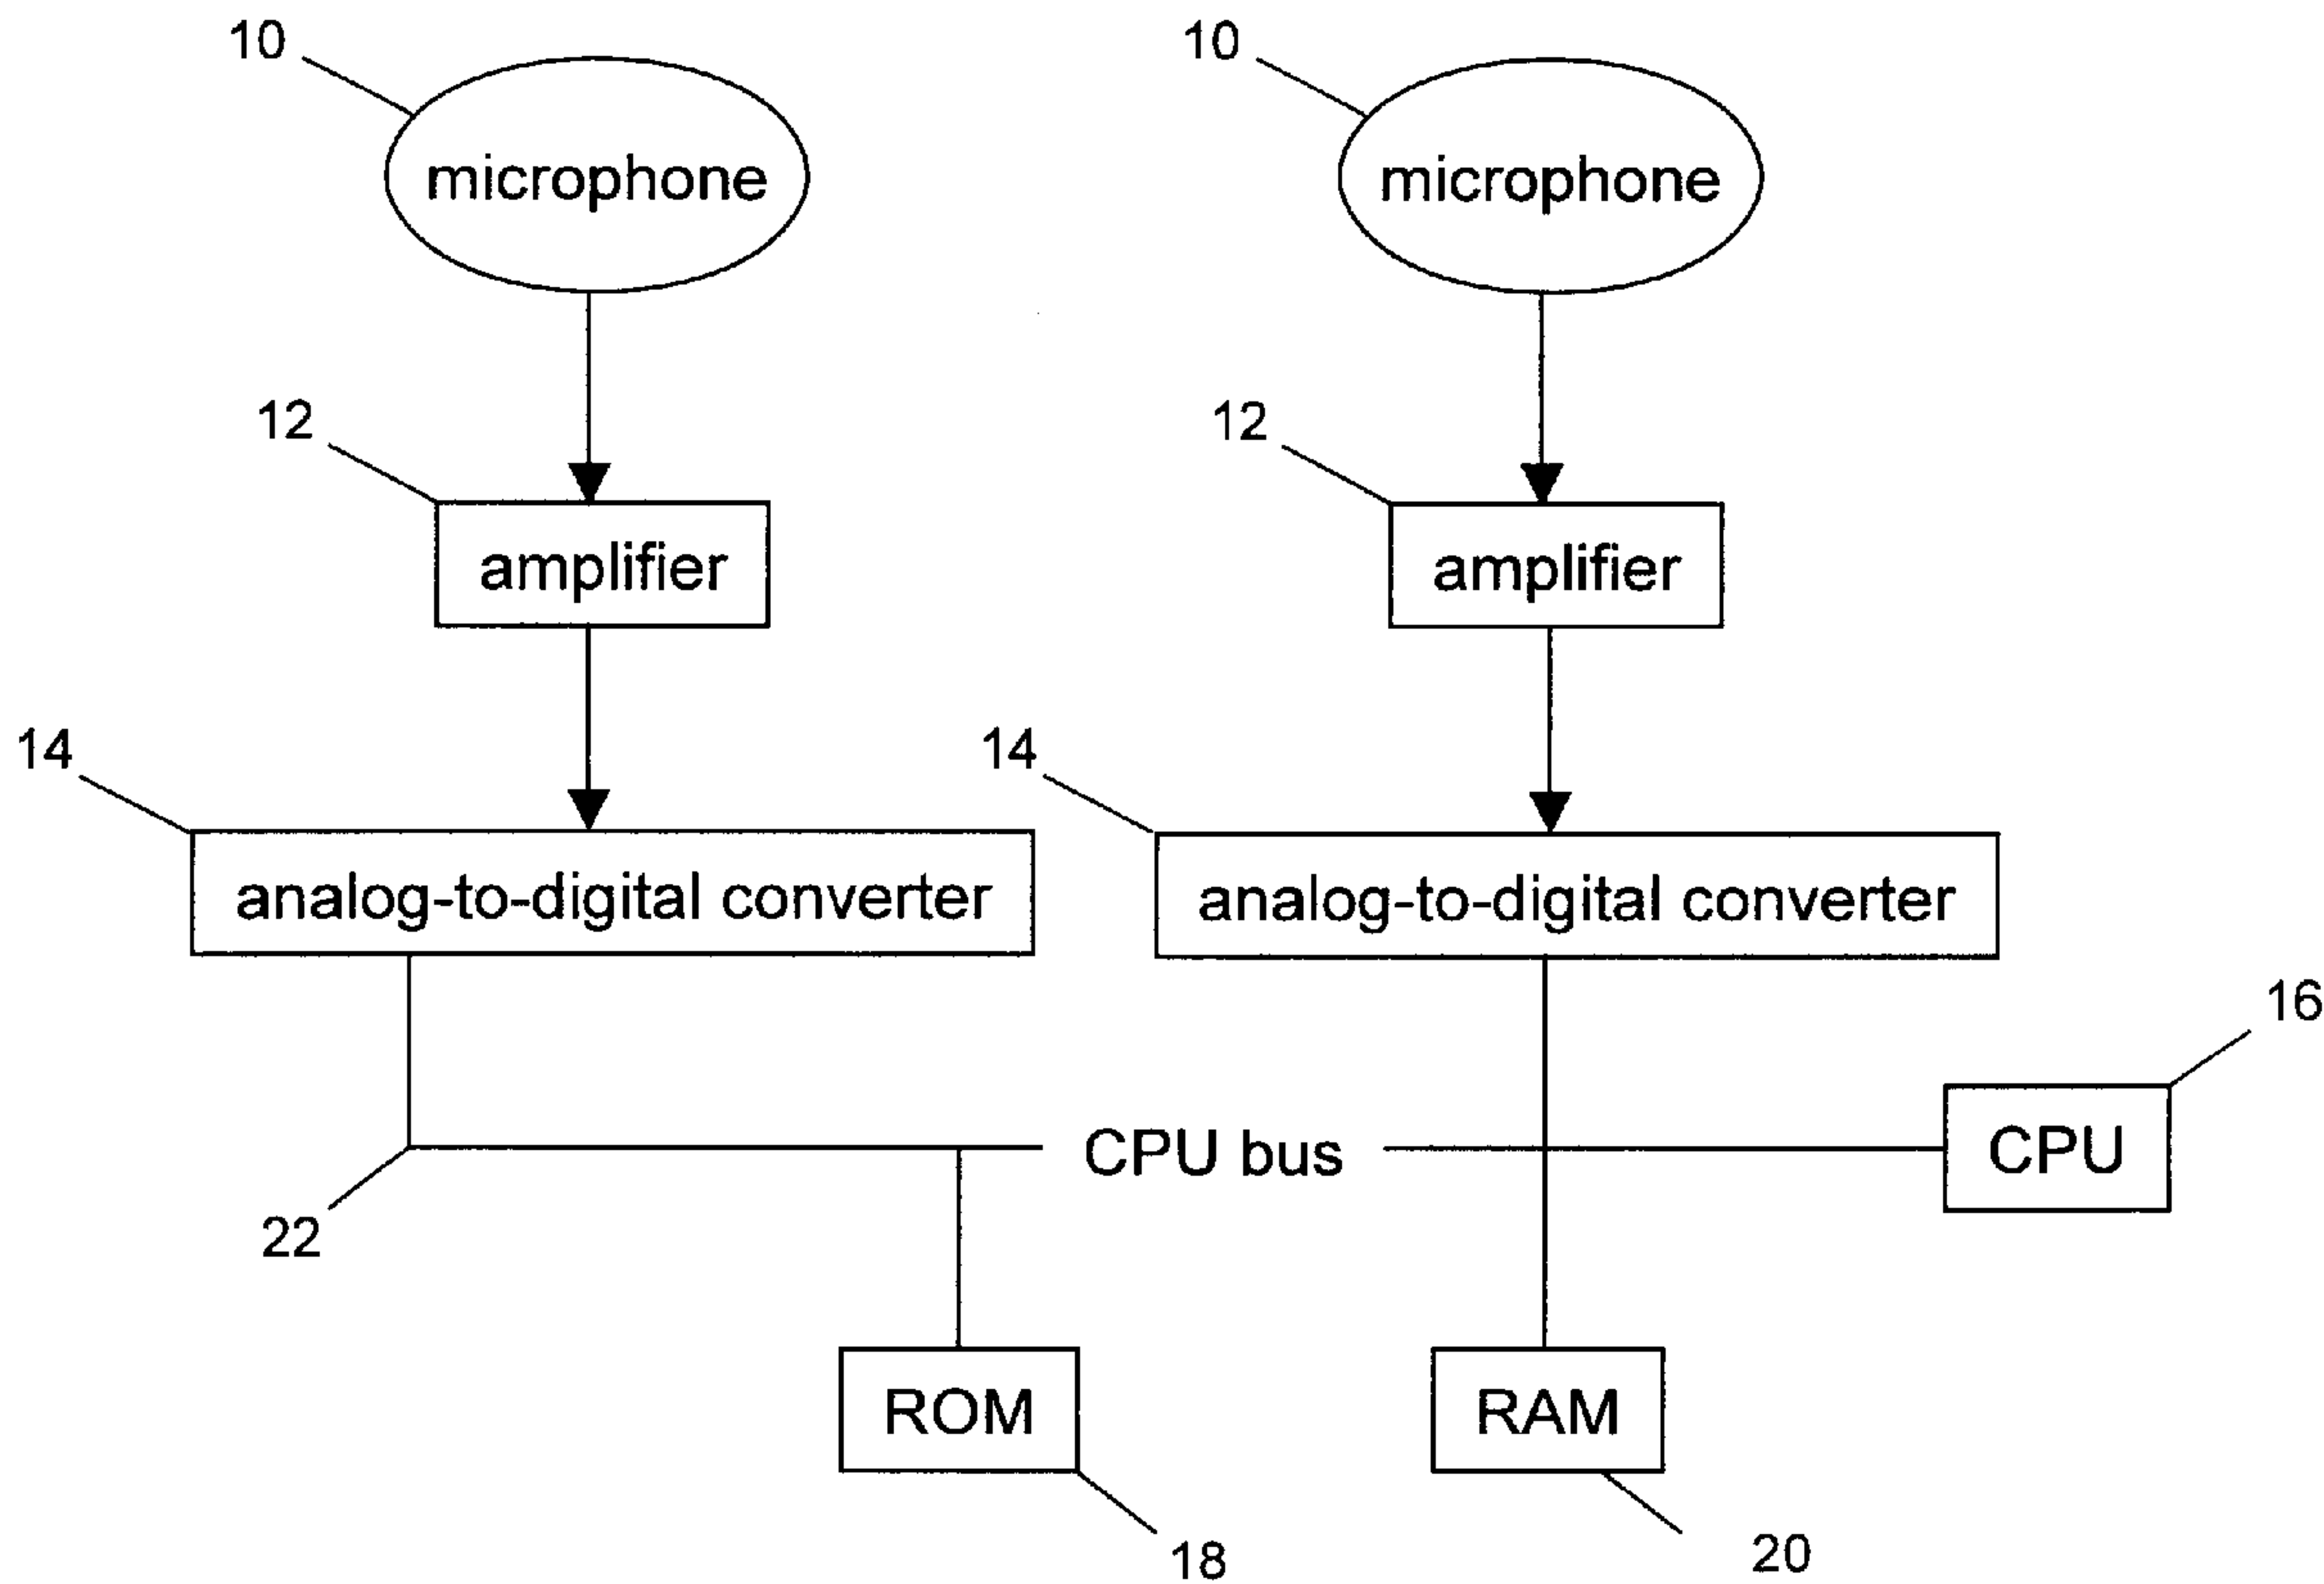 10
10
microphone
microphone
12
12
amplifier
amplifier
14
14
analog-to-digital converter
analog-to-digital converter
16
CPU bus
CPU
22
ROM
RAM
18
20